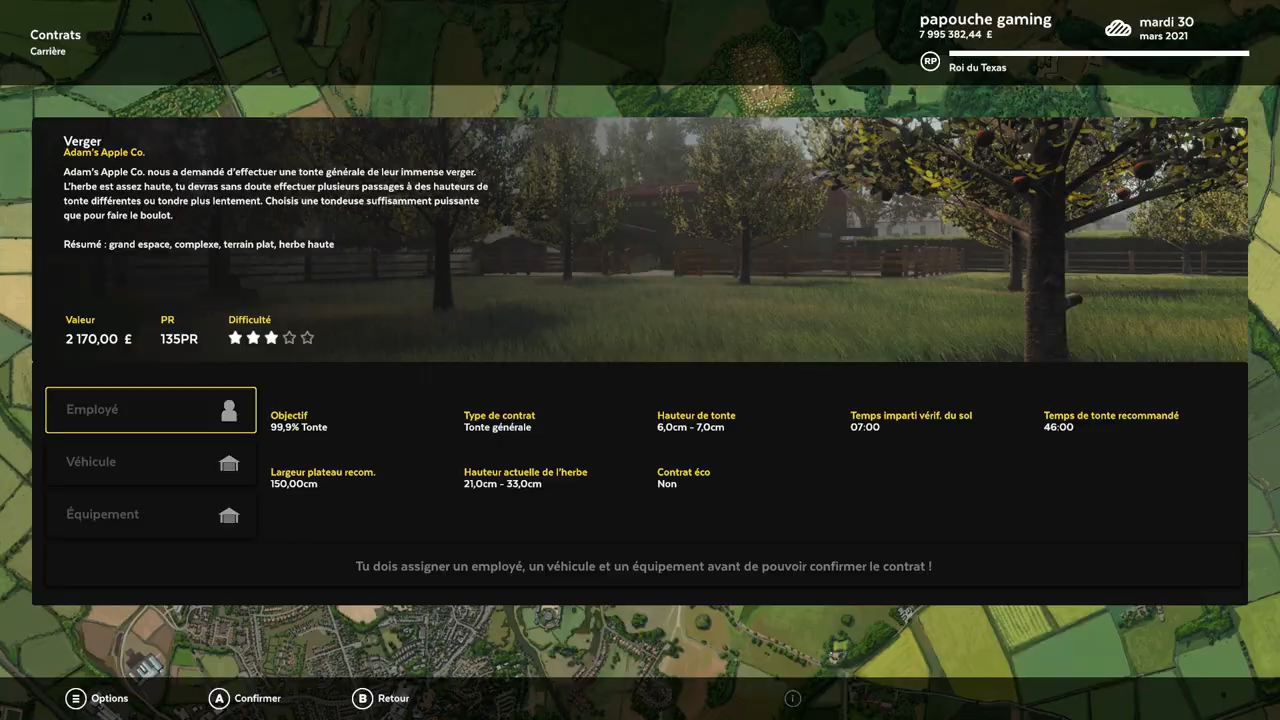 Contrats
Carrière
papouche gaming
7 995 382,44 £
mardi 30
mars 2021
RP
Roi du Texas
Verger
Adam's Apple Co.
Adam's Apple Co. nous a demandé d'effectuer une tonte générale de leur immense verger.
L'herbe est assez haute, tu devras sans doute effectuer plusieurs passages à des hauteurs de
tonte différentes ou tondre plus lentement. Choisis une tondeuse suffisamment puissante
que pour faire le boulot.
Résumé : grand espace, complexe, terrain plat, herbe haute
Valeur
PR
Difficulté
2 170,00 £
135PR
Employé
Véhicule
Équipement
Objectif
99,9% Tonte
Type de contrat
Tonte générale
Hauteur de tonte
6,0cm - 7,0cm
Temps imparti vérif. du sol
07:00
Temps de tonte recommandé
46:00
Largeur plateau recom.
150,00cm
Hauteur actuelle de l'herbe
21,0cm - 33,0cm
Contrat éco
Non
Tu dois assigner un employé, un véhicule et un équipement avant de pouvoir confirmer le contrat !
Options
A Confirmer
B Retour